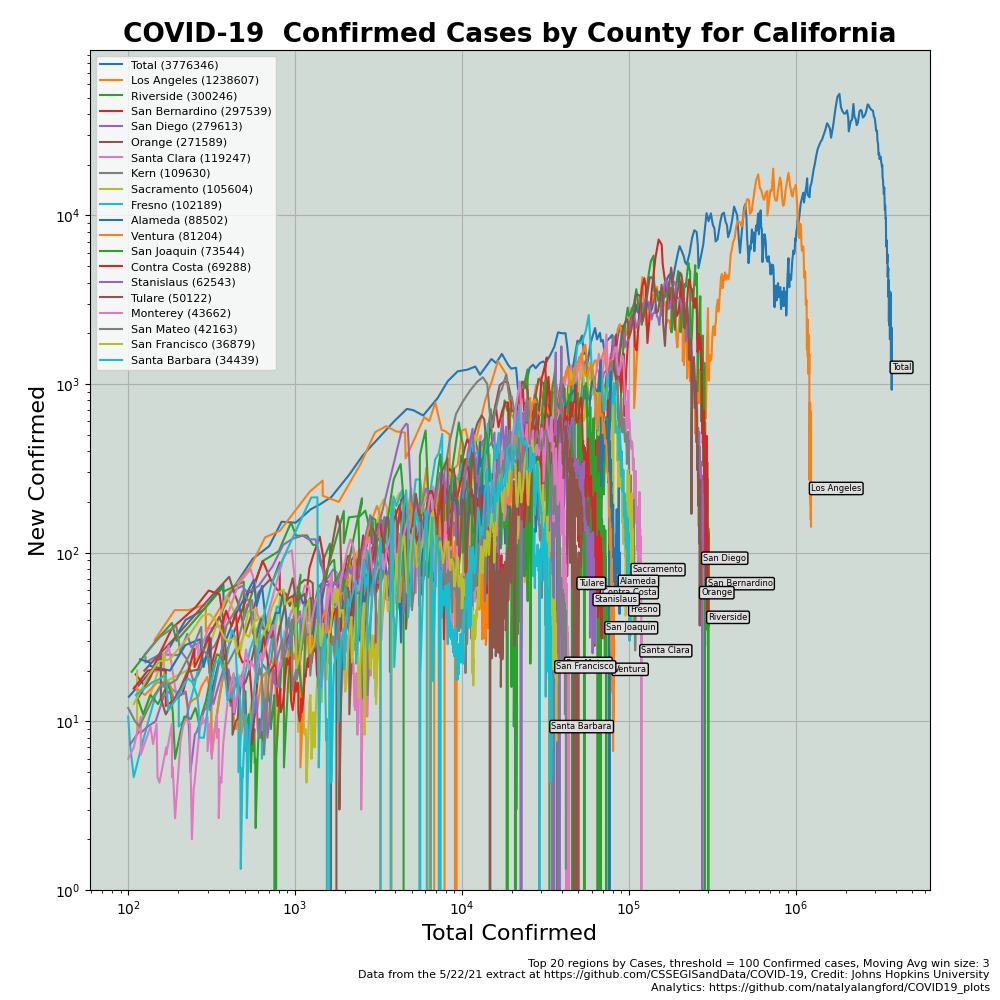 COVID-19  Confirmed Cases by County for California
Total (3776346)
Los Angeles (1238607)
Riverside (300246)
San Bernardino (297539)
San Diego (279613)
Orange (271589)
Santa Clara (119247)
Kern (109630)
Sacramento (105604)
Fresno (102189)
Alameda (88502)
Ventura (81204)
San Joaquin (73544)
Contra Costa (69288)
Stanislaus (62543)
Tulare (50122)
Monterey (43662)
San Mateo (42163)
San Francisco (36879)
Santa Barbara (34439)
New Confirmed
10⁴
10³
10²
10¹
10⁰
Total
Los Angeles
San Diego
Sacramento
Tulare
Alameda
San Bernardino
Costa
Orange
Stanislaus
Fresno
Riverside
San Joaquin
Santa Clara
San Francisco
Ventura
Santa Barbara
10² 10³ 10⁴ 10⁵ 10⁶
Total Confirmed
Top 20 regions by Cases, threshold = 100 Confirmed cases, Moving Avg win size: 3
Data from the 5/22/21 extract at https://github.com/CSSEGISandData/COVID-19, Credit: Johns Hopkins University
Analytics: https://github.com/natalyalangford/COVID19_plots